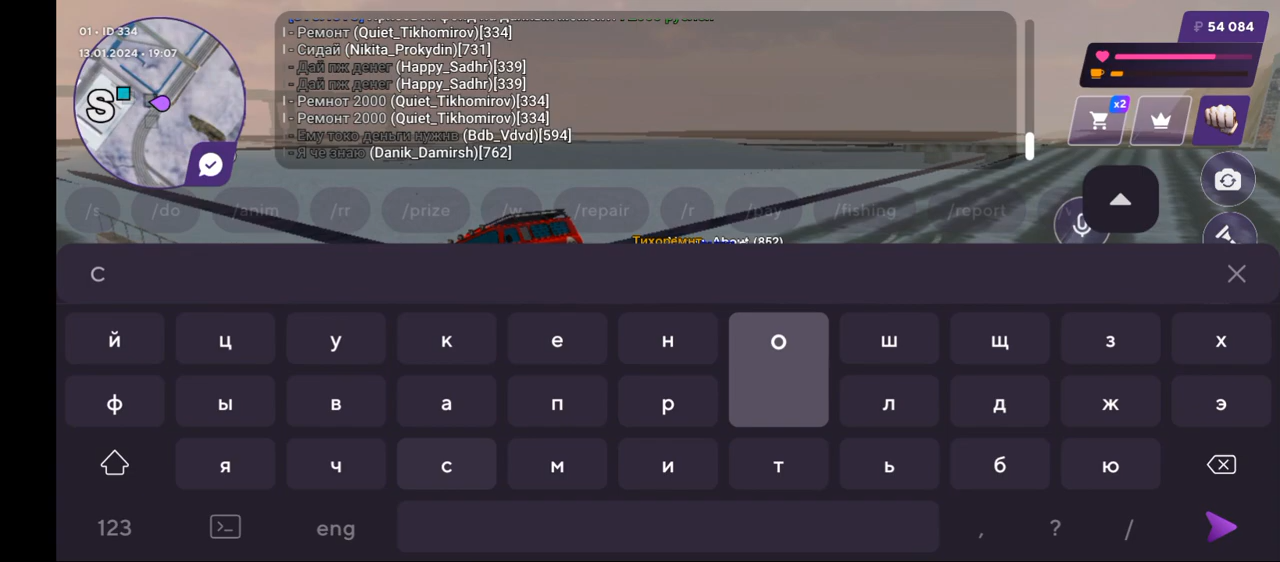 01 • ID 334
13.01.2024 • 19:07
- Ремонт (Quiet_Tikhomirov)[334]
- Сидай (Nikita_Prokydin)[731]
- Дай пж денег (Happy_Sadhr)[339]
- Дай пж денег (Happy_Sadhr)[339]
- Ремнот 2000 (Quiet_Tikhomirov)[334]
- Ремнот 2000 (Quiet_Tikhomirov)[334]
- Ему токо деньги нужнв (Bdb_Vdvd)[594]
- Я че знаю (Danik_Damirsh)[762]
₽ 54 084
x2
S
/s /do /anim /rr /prize /w /repair /r /pay /fishing /report
(852)
С
й ц у к е н О ш щ з х
ф ы в а п р л д ж э
я ч с м и т ь б ю
123 >_ eng , ? /